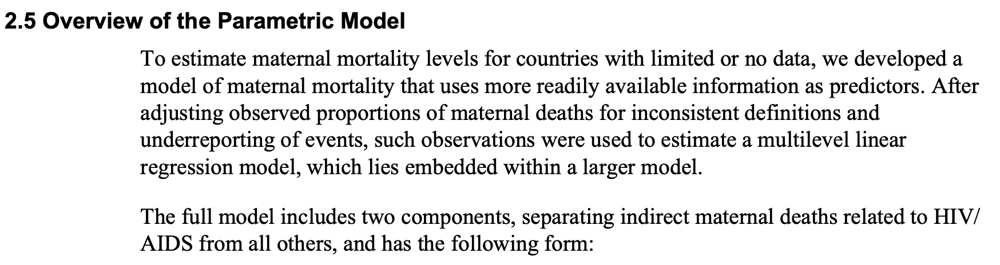 2.5 Overview of the Parametric Model
To estimate maternal mortality levels for countries with limited or no data, we developed a
model of maternal mortality that uses more readily available information as predictors. After
adjusting observed proportions of maternal deaths for inconsistent definitions and
underreporting of events, such observations were used to estimate a multilevel linear
regression model, which lies embedded within a larger model.
The full model includes two components, separating indirect maternal deaths related to HIV/
AIDS from all others, and has the following form: